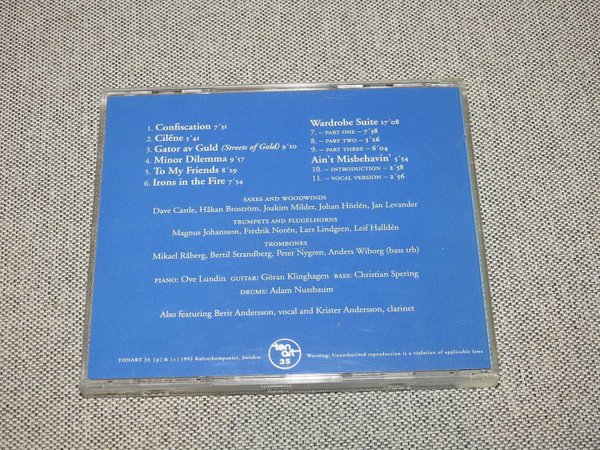 1. Confiscation 7´31
2. Ciléne 5´41
3. Gator av Guld (Streets of Gold) 9´10
4. Minor Dilemma 9´57
5. To My Friends 8´29
6. Irons in the Fire 7´54
Wardrobe Suite 17´08
7. – PART ONE – 7´38
8. – PART TWO – 3´26
9. – PART THREE – 6´04
Ain't Misbehavin' 5´54
10. – INTRODUCTION – 2´58
11. – VOCAL VERSION – 2´56
SAXES AND WOODWINDS
Dave Castle, Håkan Broström, Joakim Milder, Johan Hörlén, Jan Levander
TRUMPETS AND FLUGELHORNS
Magnus Johansson, Fredrik Norén, Lars Lindgren, Leif Halldén
TROMBONES
Mikael Råberg, Bertil Strandberg, Peter Nygren, Anders Wiborg (bass trb)
PIANO: Ove Lundin GUITAR: Göran Klinghagen BASS: Christian Spering
DRUMS: Adam Nussbaum
Also featuring Berit Andersson, vocal and Krister Andersson, clarinet
TONART 35 (p) & (c) 1992 Kulturkompaniet. Sweden.
ton
art
35
Warning: Unauthorized reproduction is a violation of applicable laws